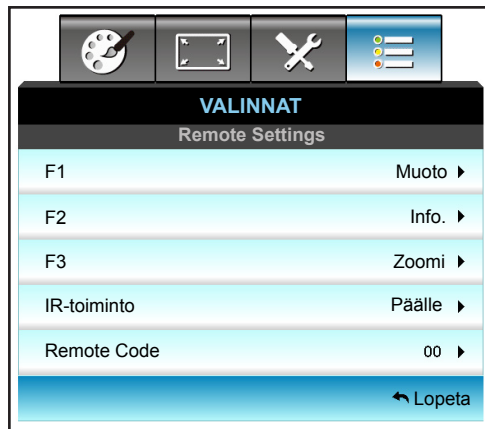 VALINNAT
Remote Settings
F1 Muoto
F2 Info.
F3 Zoomi
IR-toiminto Päälle
Remote Code 00
Lopeta